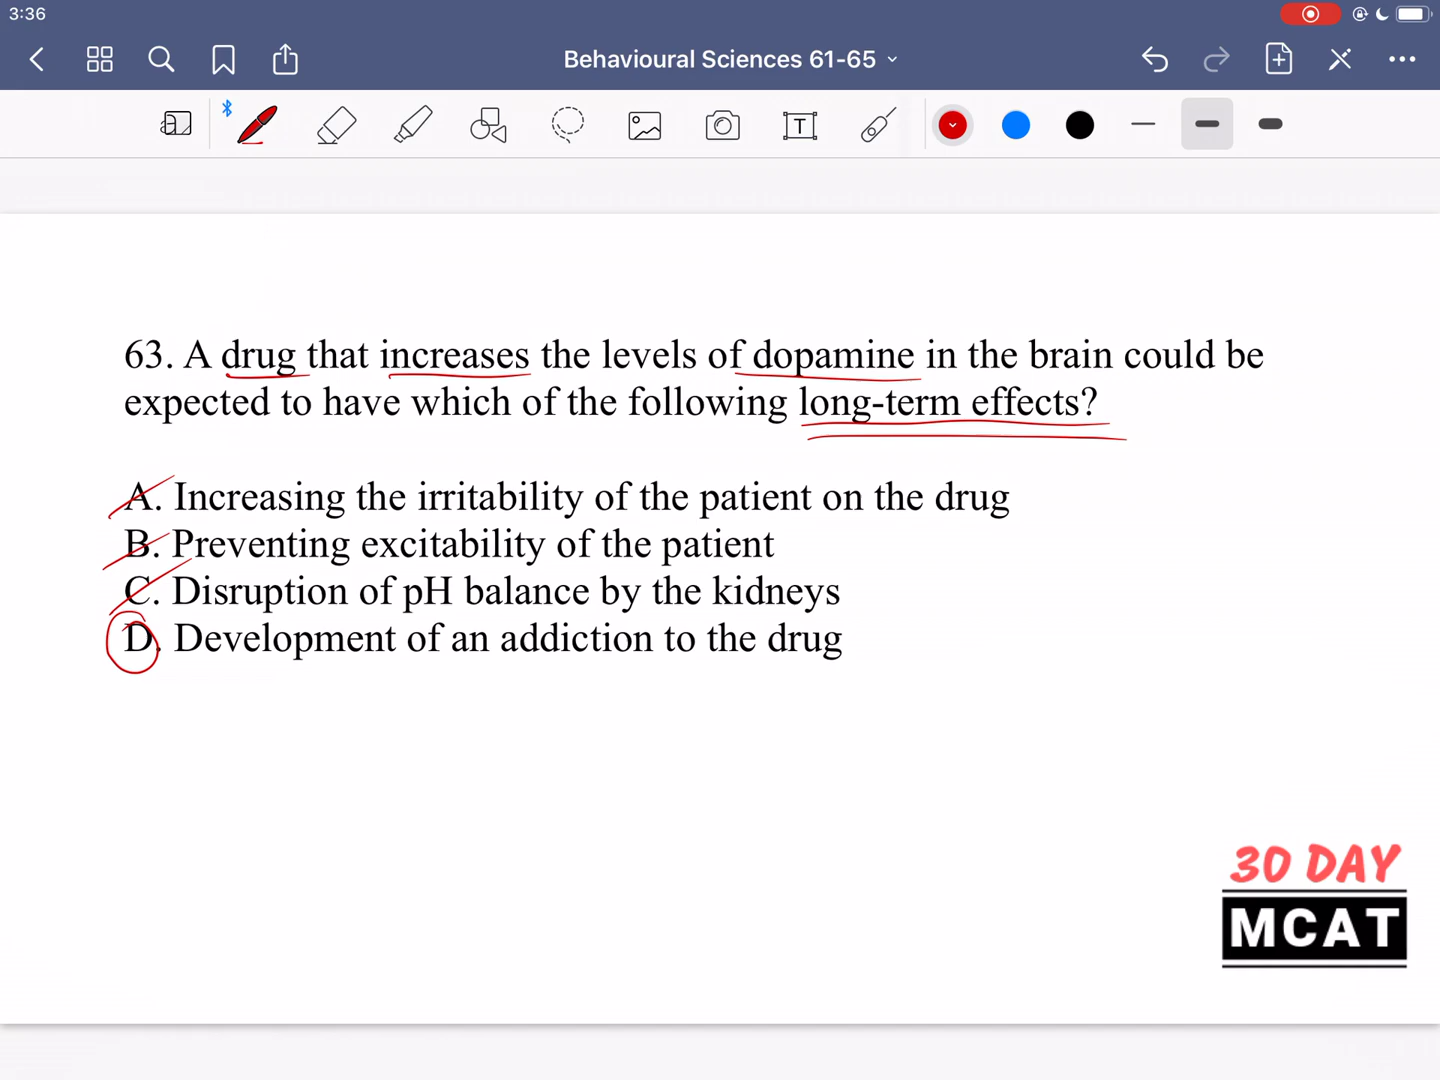 3:36
Behavioural Sciences 61-65
63. A drug that increases the levels of dopamine in the brain could be
expected to have which of the following long-term effects?
A. Increasing the irritability of the patient on the drug
B. Preventing excitability of the patient
C. Disruption of pH balance by the kidneys
D. Development of an addiction to the drug
30 DAY
MCAT